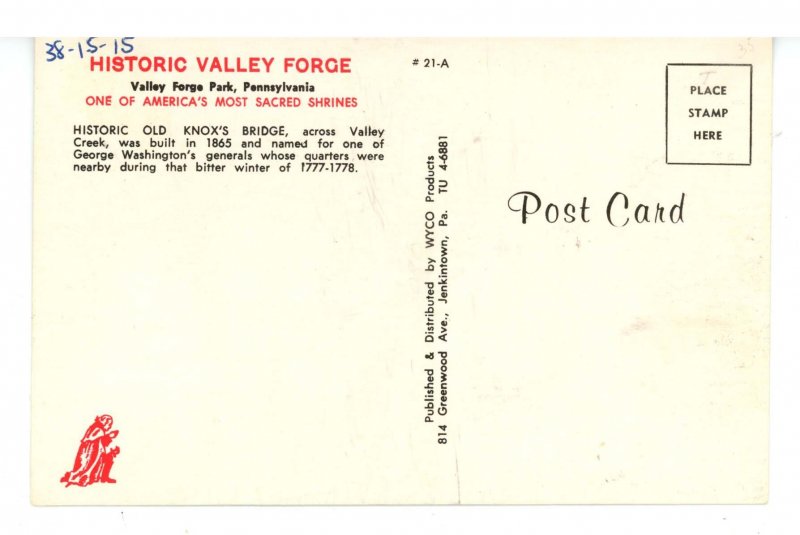 38-15-15
HISTORIC VALLEY FORGE
Valley Forge Park, Pennsylvania
ONE OF AMERICA'S MOST SACRED SHRINES
HISTORIC OLD KNOX'S BRIDGE, across Valley
Creek, was built in 1865 and named for one of
George Washington's generals whose quarters were
nearby during that bitter winter of 1777-1778.
# 21-A
Published & Distributed by WYCO Products
814 Greenwood Ave., Jenkintown, Pa. TU 4-6881
PLACE
STAMP
HERE
Post Card